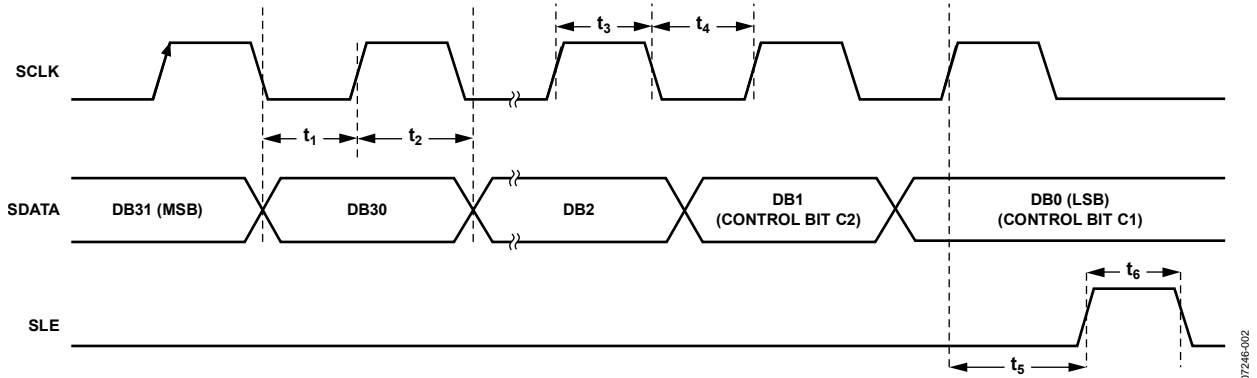 t3
t4
SCLK
t1
t2
SDATA
DB31 (MSB)
DB30
DB2
DB1
(CONTROL BIT C2)
DB0 (LSB)
(CONTROL BIT C1)
t6
SLE
t5
07246-002